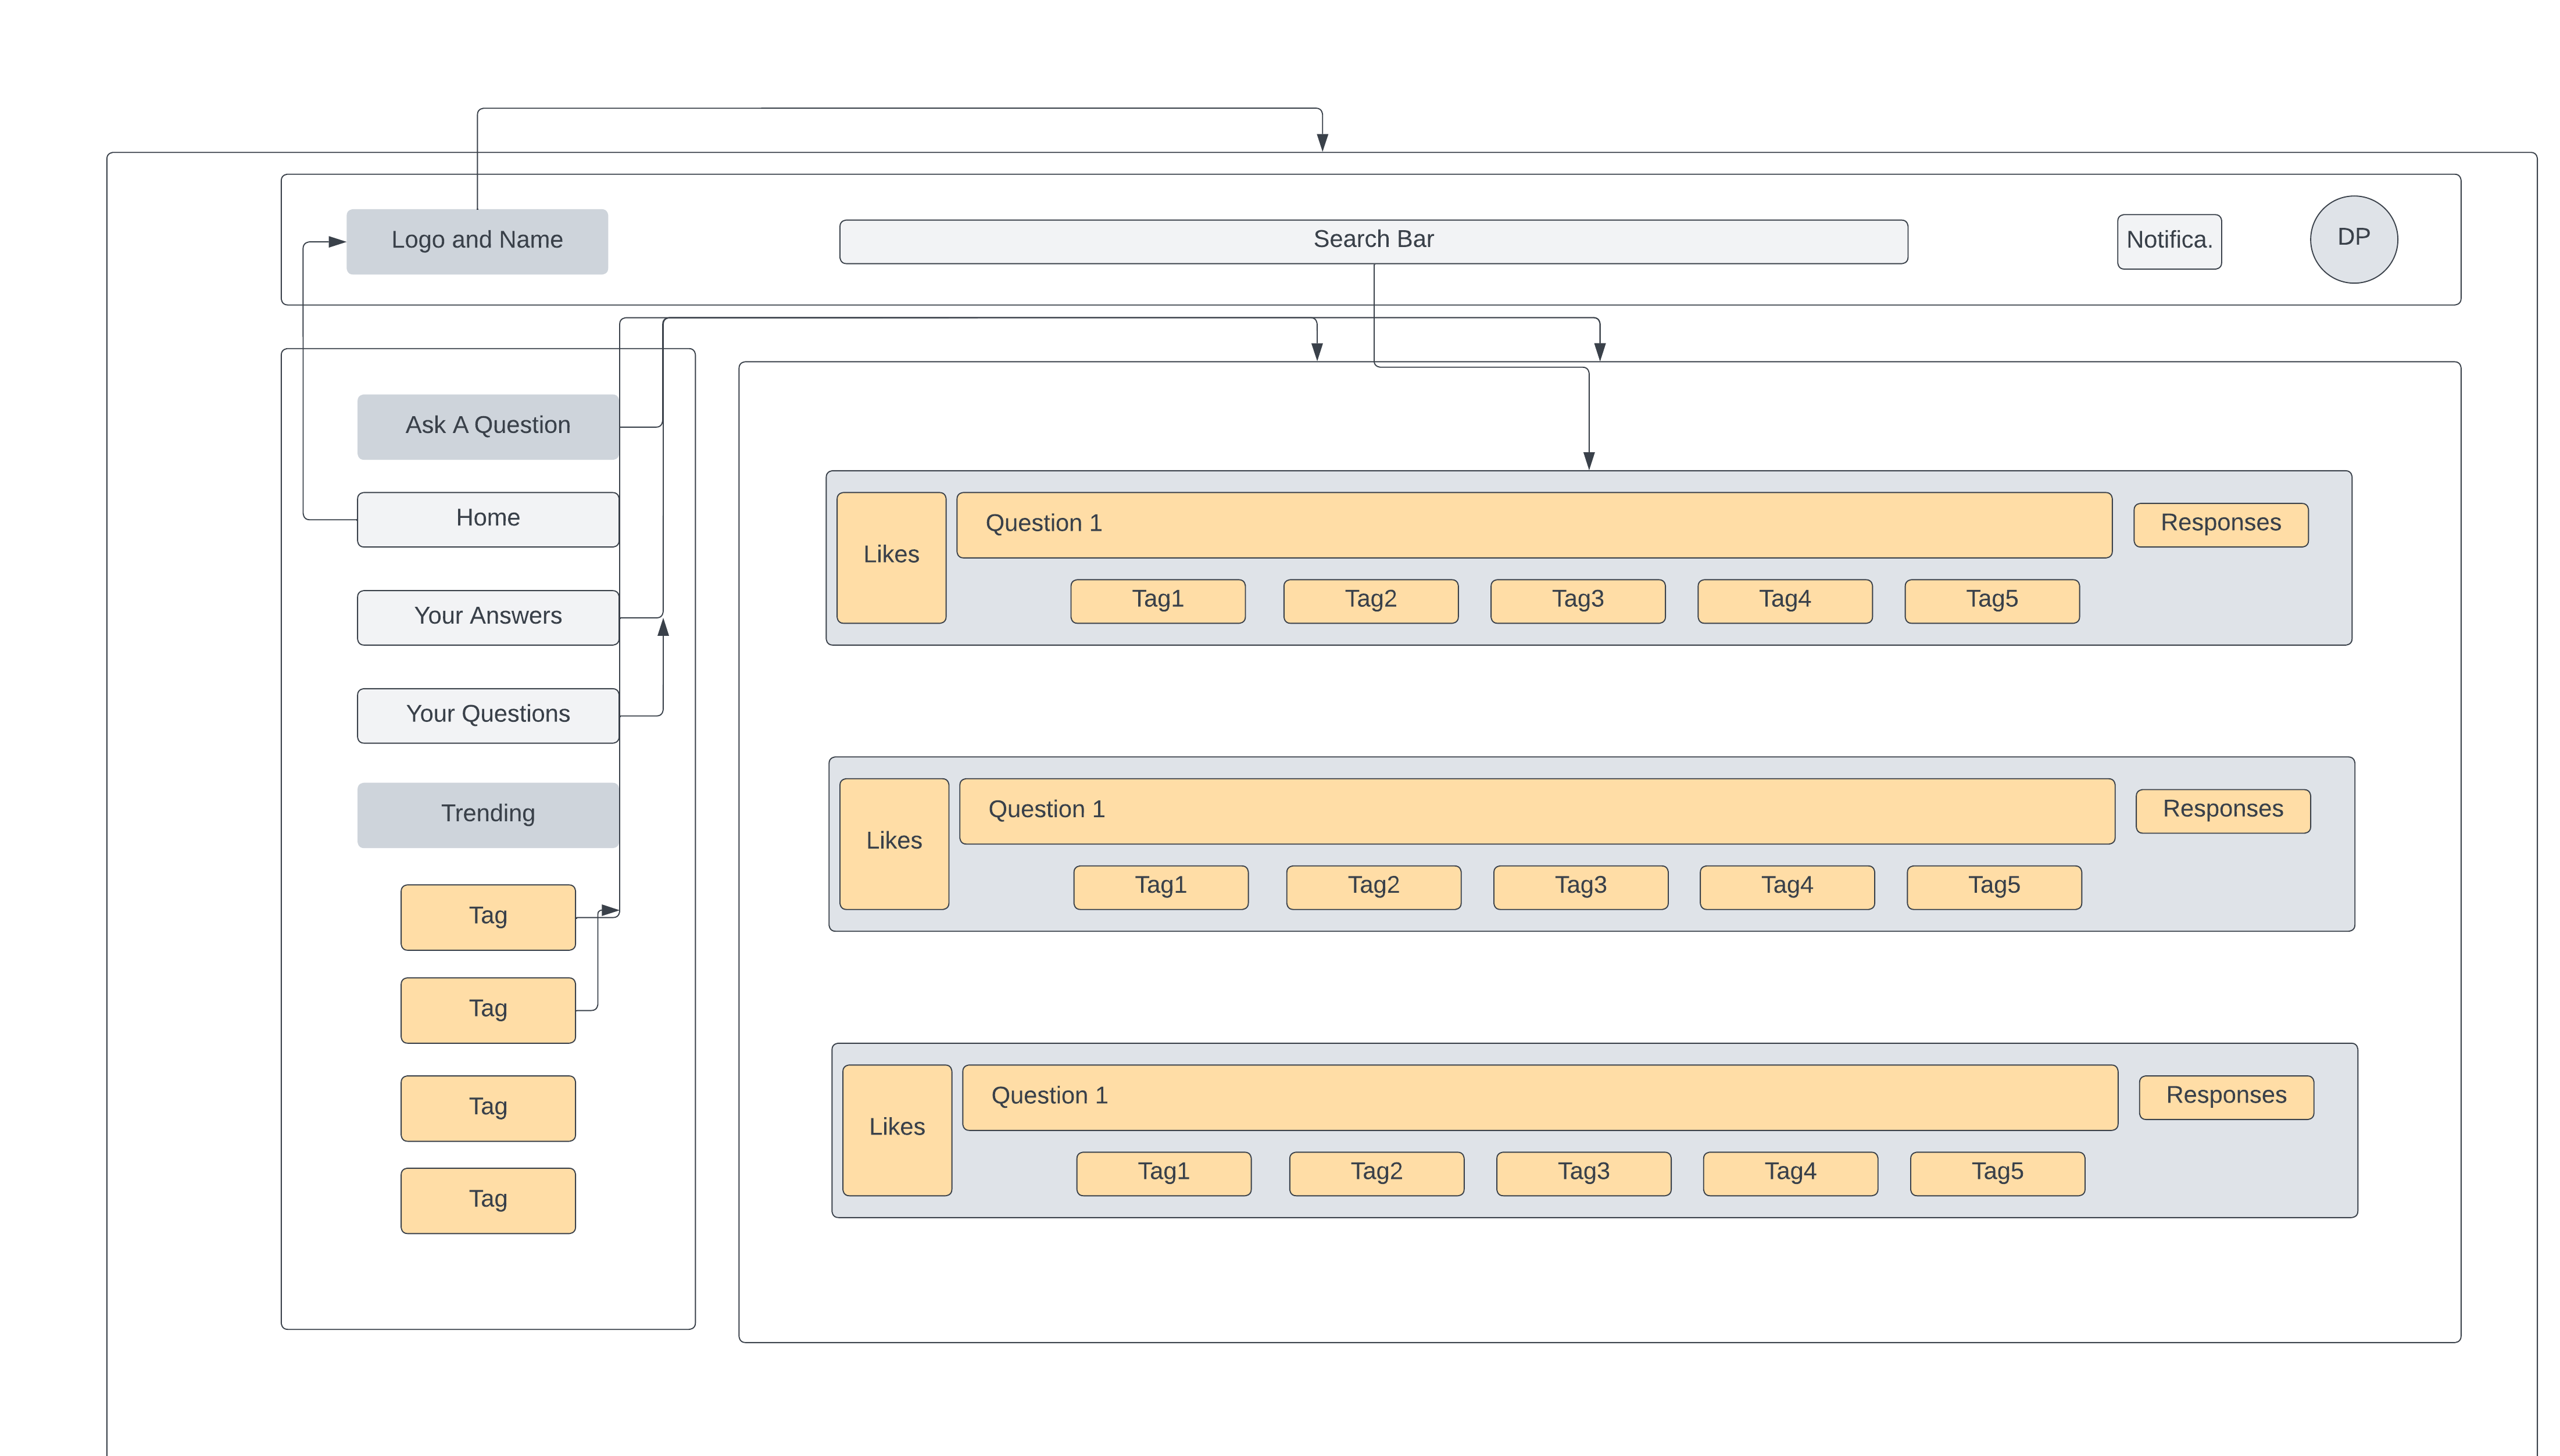 Logo and Name
Search Bar
Notifica.
DP
Ask A Question
Home
Your Answers
Your Questions
Trending
Tag
Tag
Tag
Tag
Likes
Question 1
Responses
Tag1
Tag2
Tag3
Tag4
Tag5
Likes
Question 1
Responses
Tag1
Tag2
Tag3
Tag4
Tag5
Likes
Question 1
Responses
Tag1
Tag2
Tag3
Tag4
Tag5